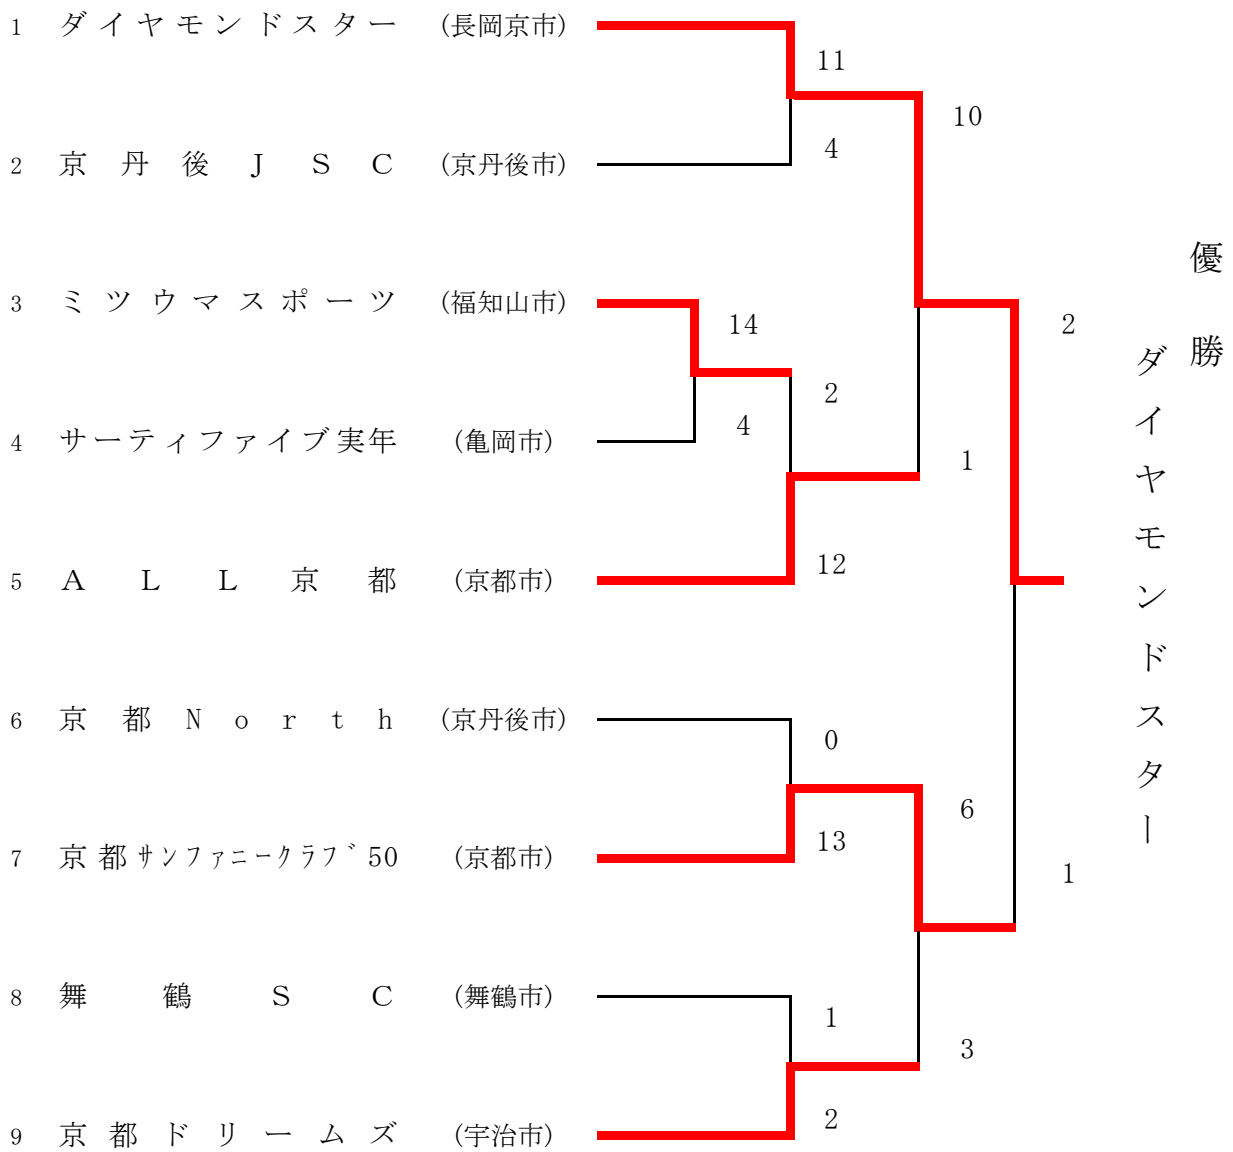 1 ダイヤモンドスター (長岡京市)
11
10
2 京丹後JSC (京丹後市)
4
優勝
3 ミツウマスポーツ (福知山市)
14
2
ダイヤモンドスター
2
4 サーティファイブ実年 (亀岡市)
4
1
5 ALL京都 (京都市)
12
6 京都North (京丹後市)
0
6
7 京都サンファニークラブ50 (京都市)
13
1
8 舞鶴SC (舞鶴市)
1
3
9 京都ドリームズ (宇治市)
2